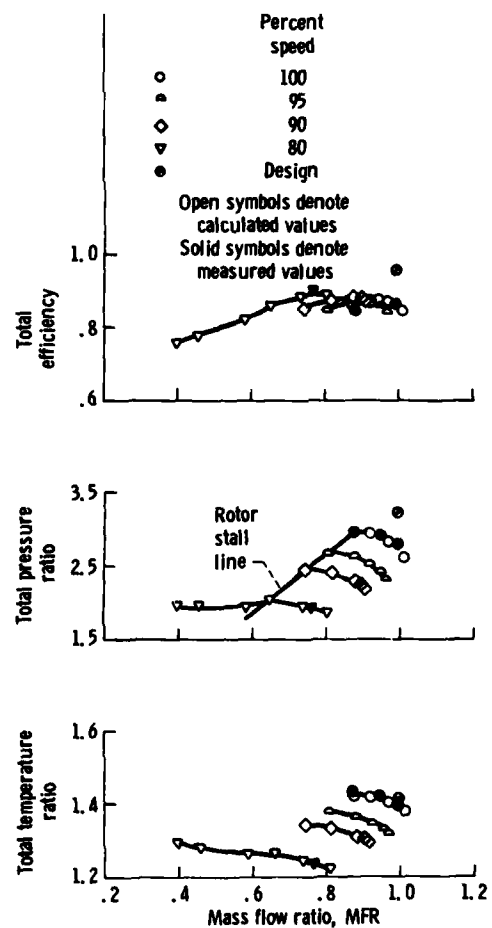 Percent
speed
100
95
90
80
Design
Open symbols denote
calculated values
Solid symbols denote
measured values
1.0
.8
.6
Total
efficiency
3.5
2.5
1.5
Total pressure
ratio
Rotor
stall
line
1.6
1.4
1.2
Total temperature
ratio
.2 .4 .6 .8 1.0 1.2
Mass flow ratio, MFR